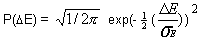 P(ΔE) = √1/2π exp(-½(ΔE/σE))²